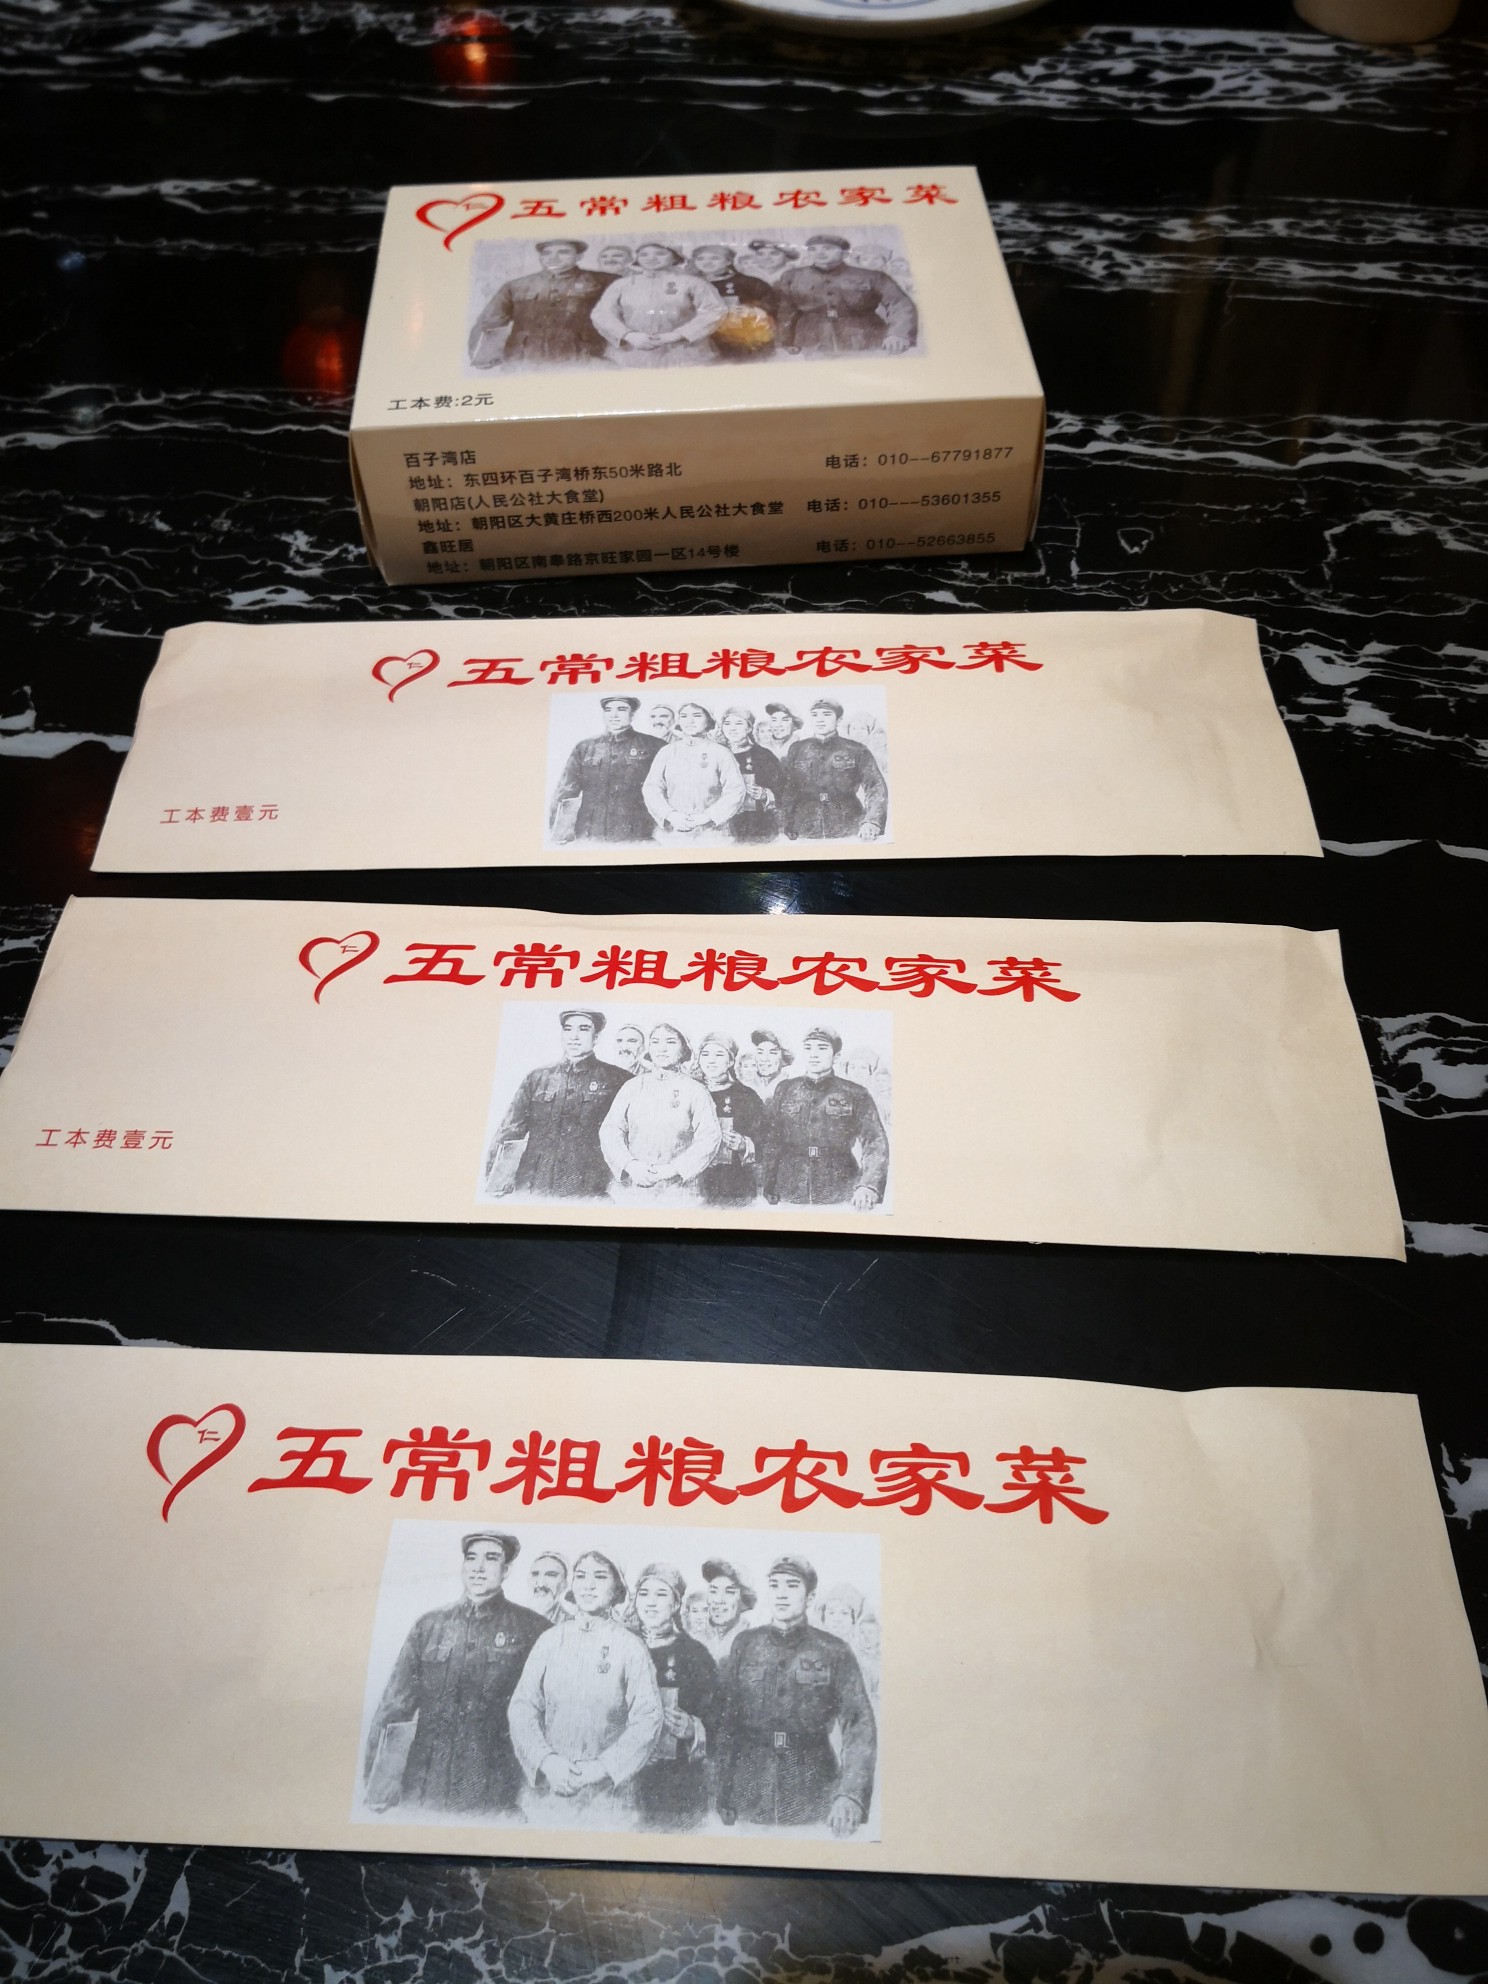 仁 五常粗粮农家菜
工本费:2元
百子湾店
地址：东四环百子湾桥东50米路北 电话：010--67791877
朝阳店(人民公社大食堂)
地址：朝阳区大黄庄桥西200米人民公社大食堂 电话：010---53601355
鑫旺居
地址：朝阳区南皋路京旺家园一区14号楼 电话：010--52663855
仁 五常粗粮农家菜
工本费壹元
仁 五常粗粮农家菜
工本费壹元
仁 五常粗粮农家菜